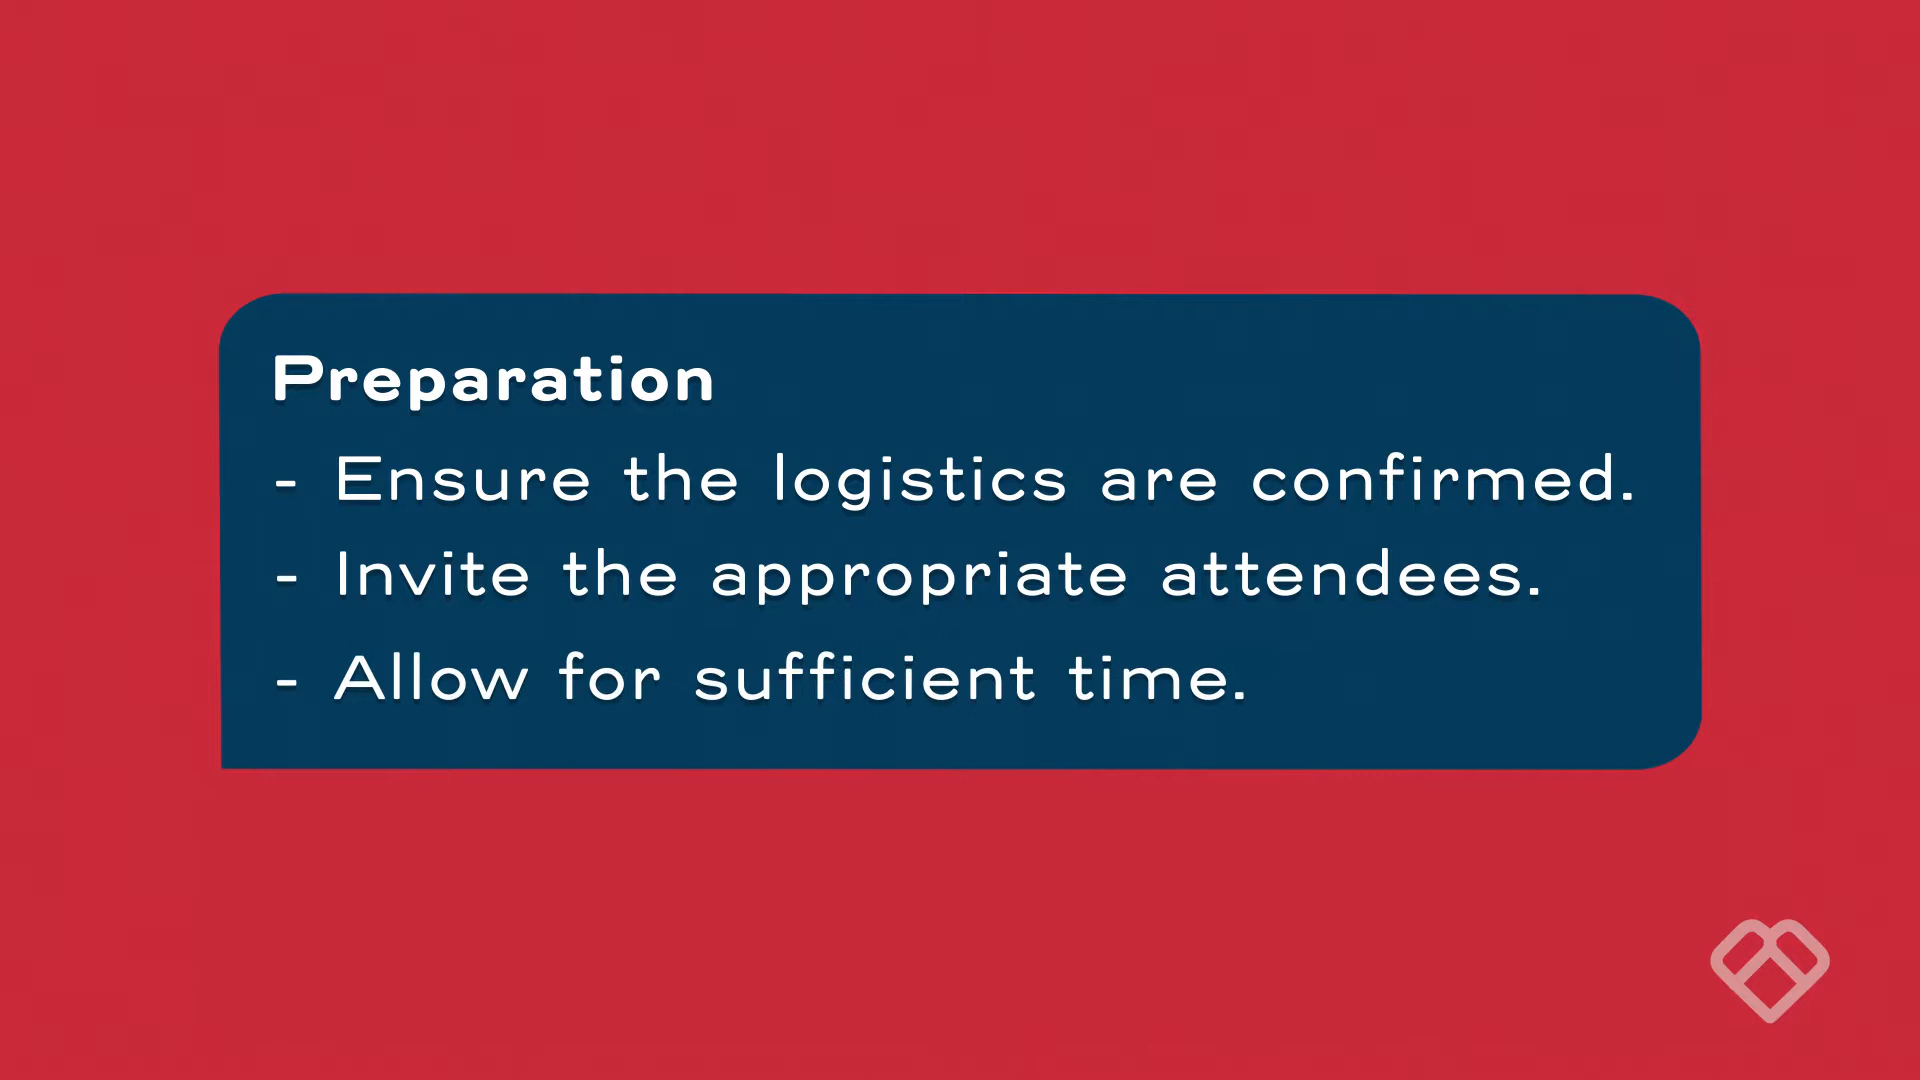 Preparation
- Ensure the logistics are confirmed.
- Invite the appropriate attendees.
- Allow for sufficient time.